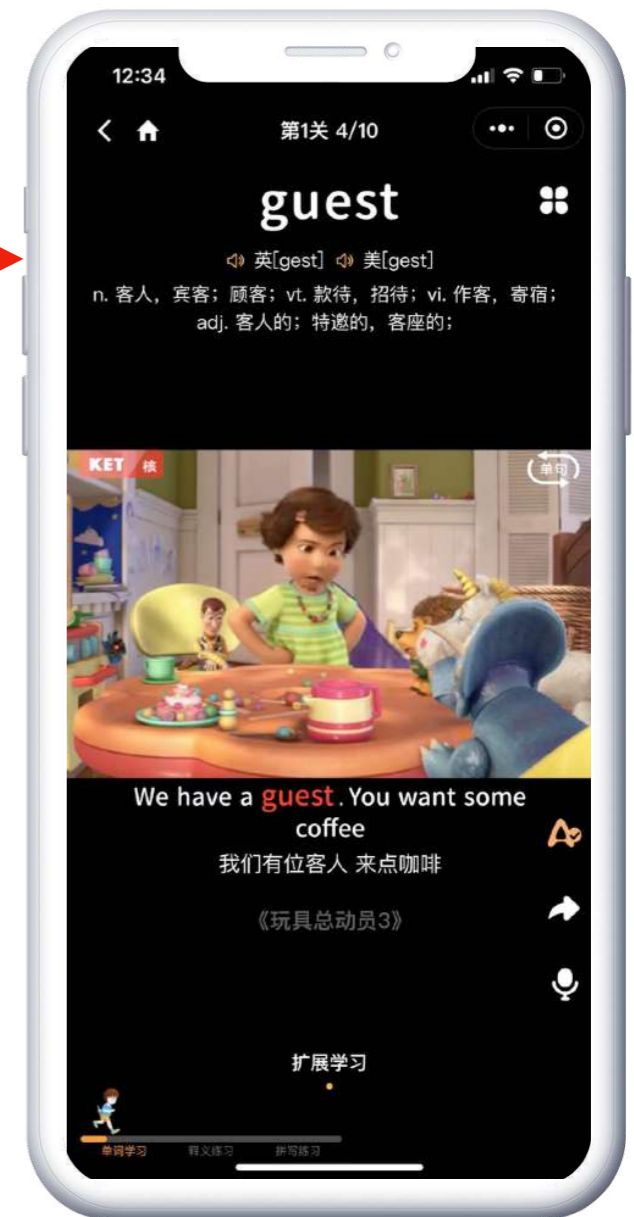 12:34
第1关 4/10
guest
英[gest] 美[gest]
n. 客人，宾客；顾客；vt. 款待，招待；vi. 作客，寄宿；
adj. 客人的；特邀的，客座的；
KET 核
单句
We have a guest. You want some
coffee
我们有位客人 来点咖啡
《玩具总动员3》
扩展学习
单词学习 释义练习 拼写练习